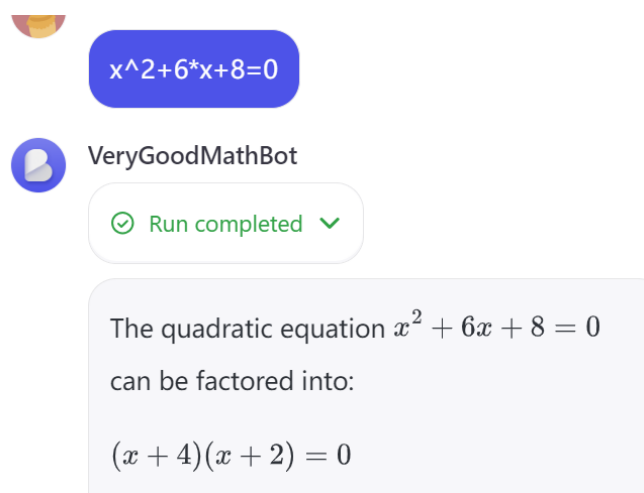 x^2+6*x+8=0
VeryGoodMathBot
Run completed
The quadratic equation x² + 6x + 8 = 0
can be factored into:
(x + 4)(x + 2) = 0